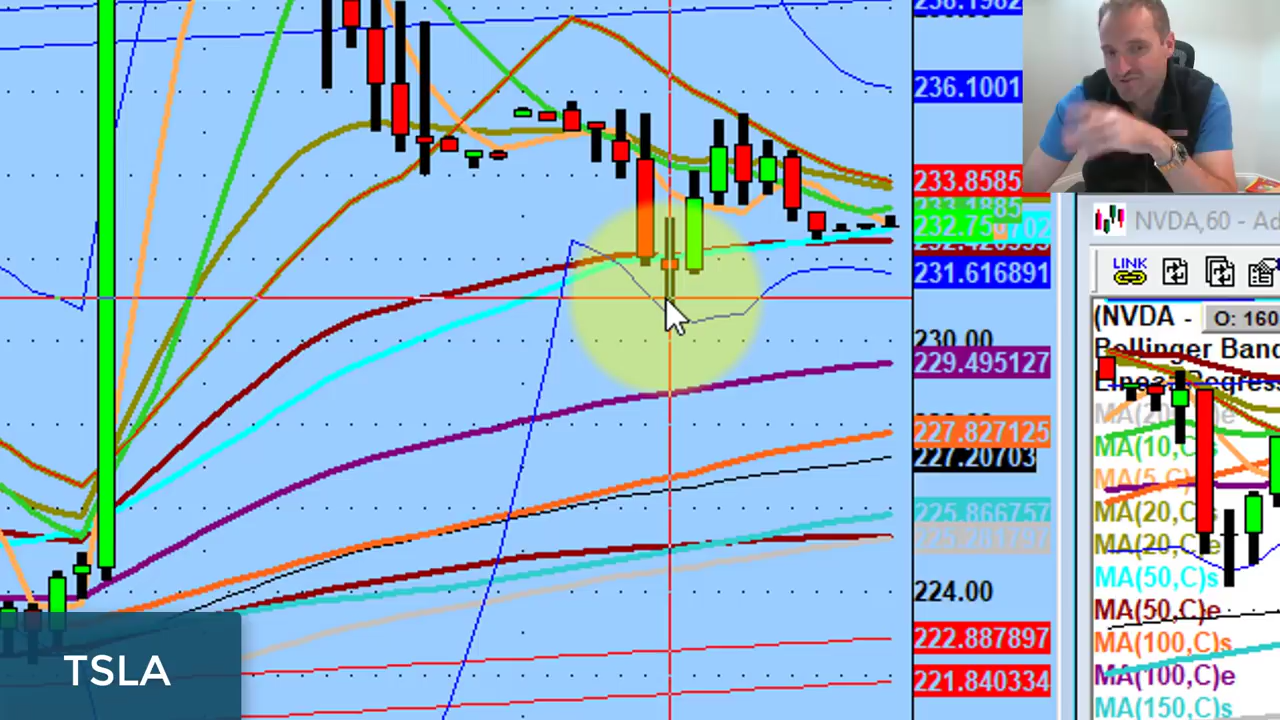 238.1982
236.1001
233.8585
233.1885
232.75
702
231.616891
230.00
229.495127
227.827125
227.20703
225.866757
224.00
222.887897
221.840334
TSLA
NVDA,60 - Ad
LINK
(NVDA -
O: 160
Bollinger Band
Linear Regress
MA(20,C)e
MA(10,C)s
MA(5,C)
MA(20,C)s
MA(20,C)e
MA(50,C)s
MA(50,C)e
MA(100,C)s
MA(100,C)e
MA(150,C)s